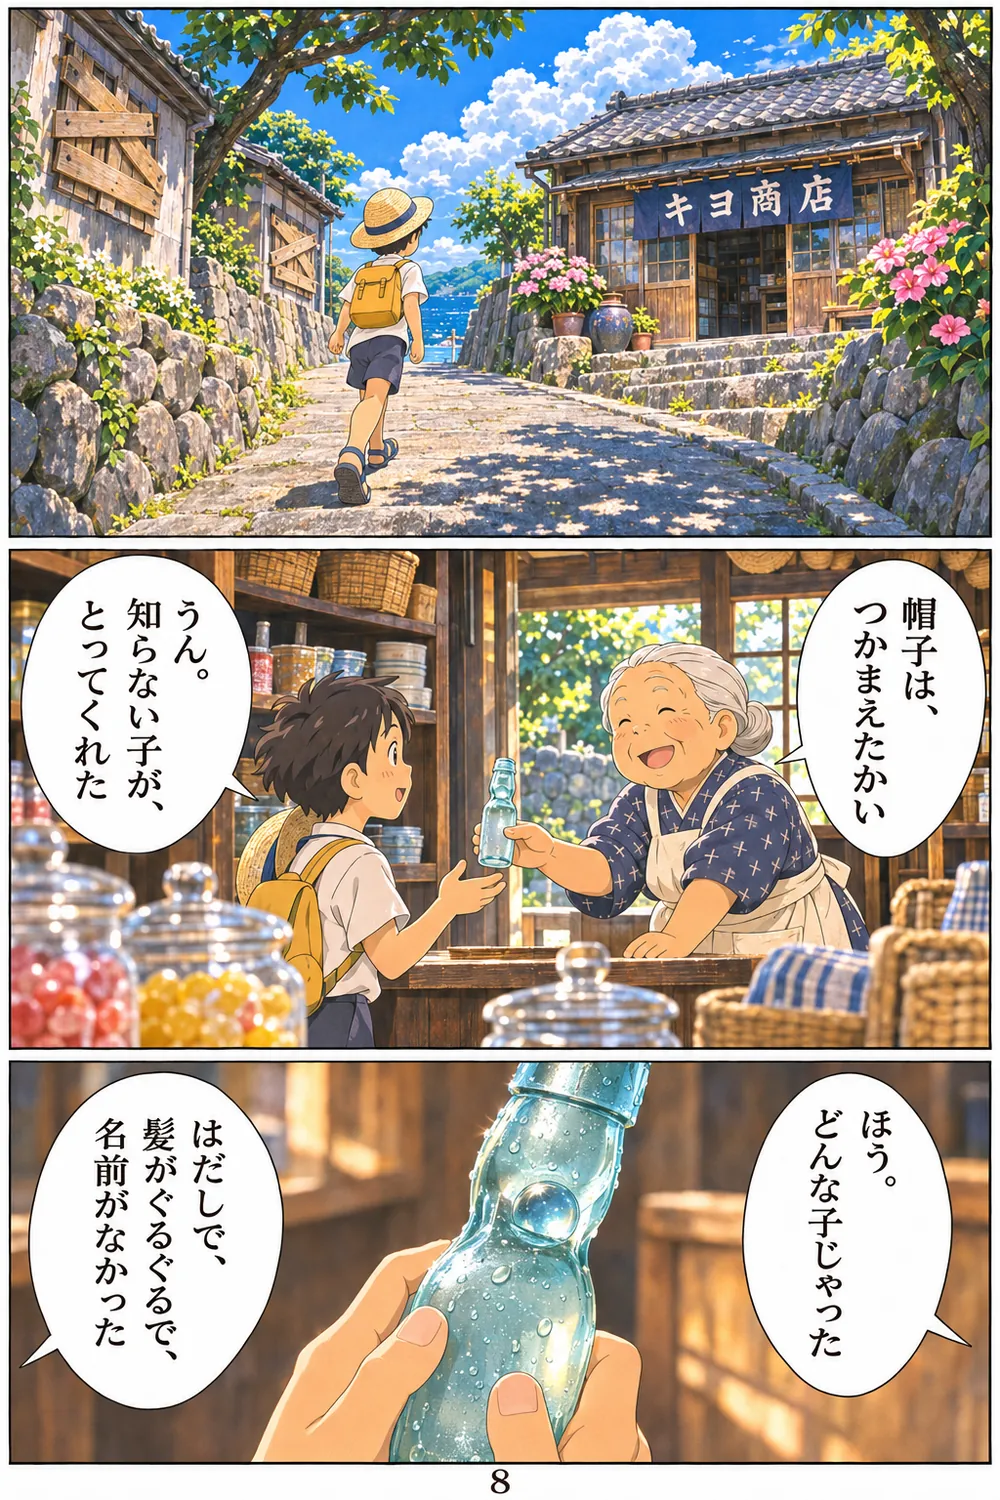 キヨ商店
帽子は、
つかまえたかい
うん。
知らない子が、
とってくれた
ほう。
どんな子じゃった
はだしで、
髪がぐるぐるで、
名前がなかった
8